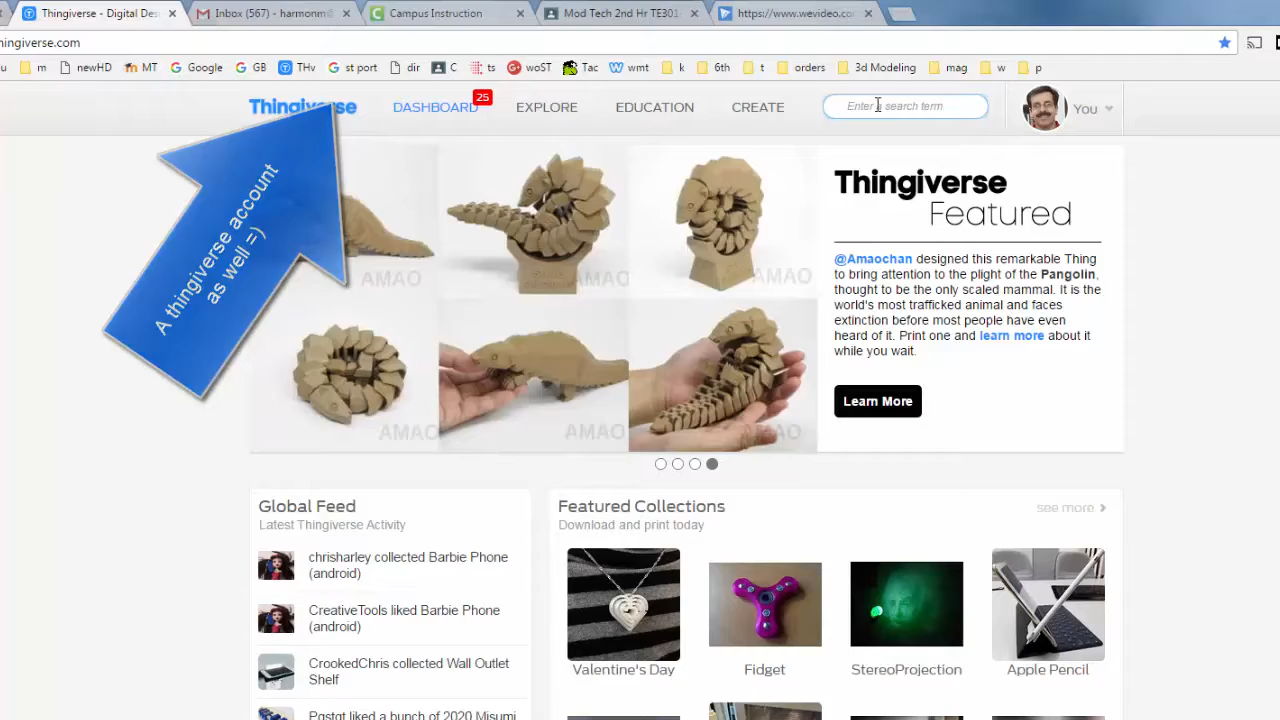 Thingiverse - Digital Des
Inbox (567) - harmonm@
Campus Instruction
Mod Tech 2nd Hr TE301
https://www.wevideo.co
hingiverse.com
m
newHD
MT
Google
GB
THv
st port
dir
C
ts
woST
Tac
wmt
k
6th
t
orders
3d Modeling
mag
w
p
Thingiverse
DASHBOARD
25
EXPLORE
EDUCATION
CREATE
Enter a search term
You
A thingiverse account
as well =)
AMAO
AMAO
AMAO
AMAO
AMAO
AMAO
Thingiverse
Featured
@Amaochan designed this remarkable Thing
to bring attention to the plight of the Pangolin,
thought to be the only scaled mammal. It is the
world's most trafficked animal and faces
extinction before most people have even
heard of it. Print one and learn more about it
while you wait.
Learn More
Global Feed
Latest Thingiverse Activity
chrisharley collected Barbie Phone
(android)
CreativeTools liked Barbie Phone
(android)
CrookedChris collected Wall Outlet
Shelf
Pgstgt liked a bunch of 2020 Misumi
Featured Collections
Download and print today
see more
Valentine's Day
Fidget
StereoProjection
Apple Pencil